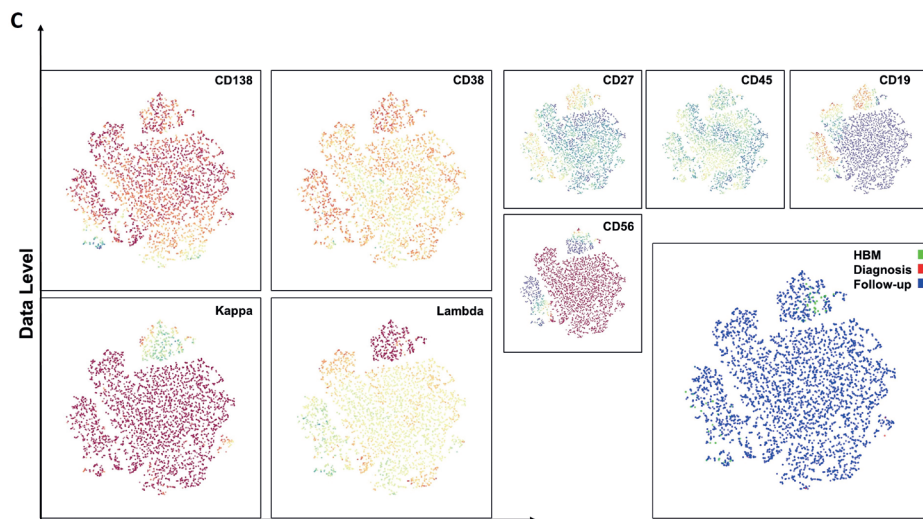 C
CD138
CD38
CD27
CD45
CD19
CD56
HBM
Diagnosis
Follow-up
Kappa
Lambda
Data Level